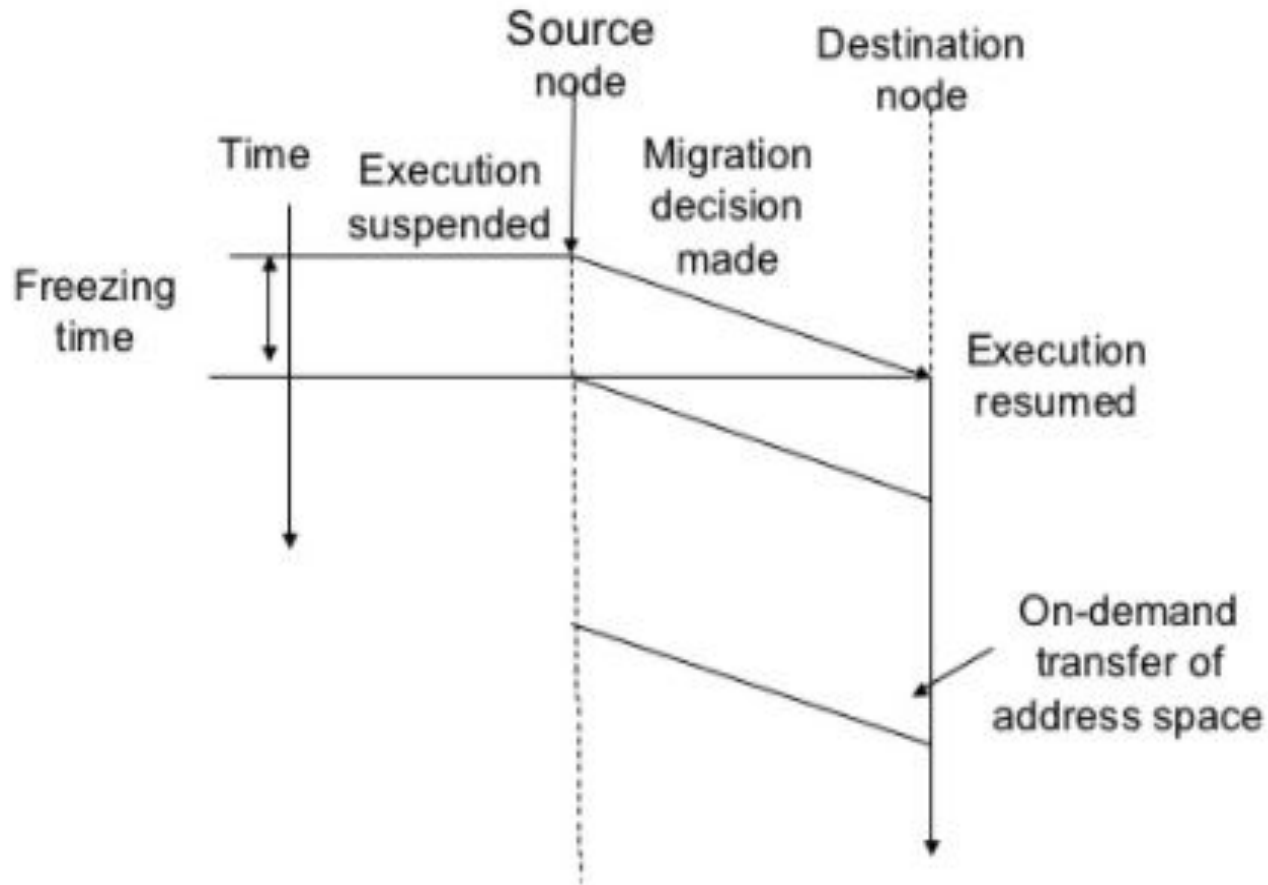 Source
node
Destination
node
Time
Execution
suspended
Migration
decision
made
Freezing
time
Execution
resumed
On-demand
transfer of
address space